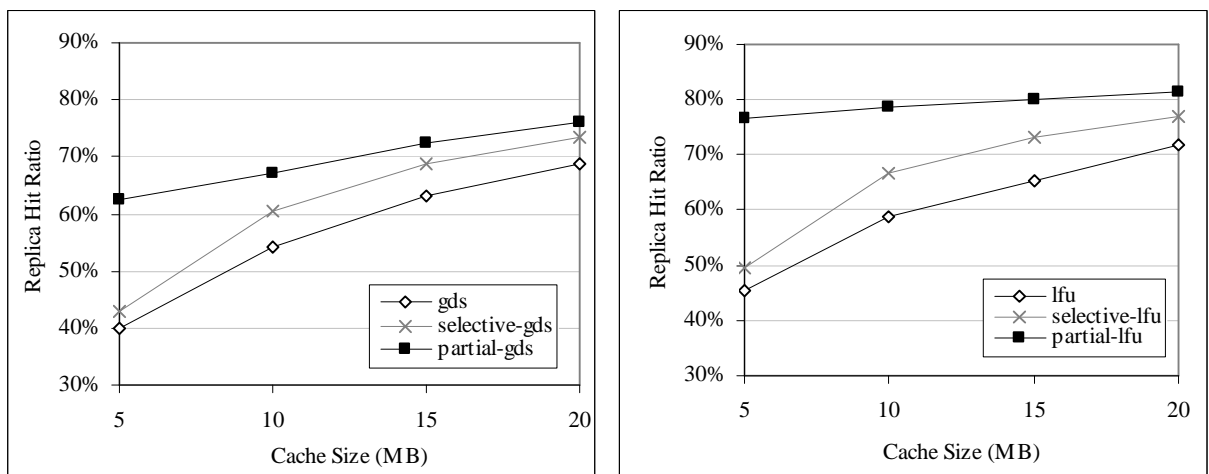 90%
80%
70%
60%
50%
40%
30%
5 10 15 20
Cache Size (MB)
Replica Hit Ratio
gds
selective-gds
partial-gds
90%
80%
70%
60%
50%
40%
30%
5 10 15 20
Cache Size (MB)
Replica Hit Ratio
lfu
selective-lfu
partial-lfu